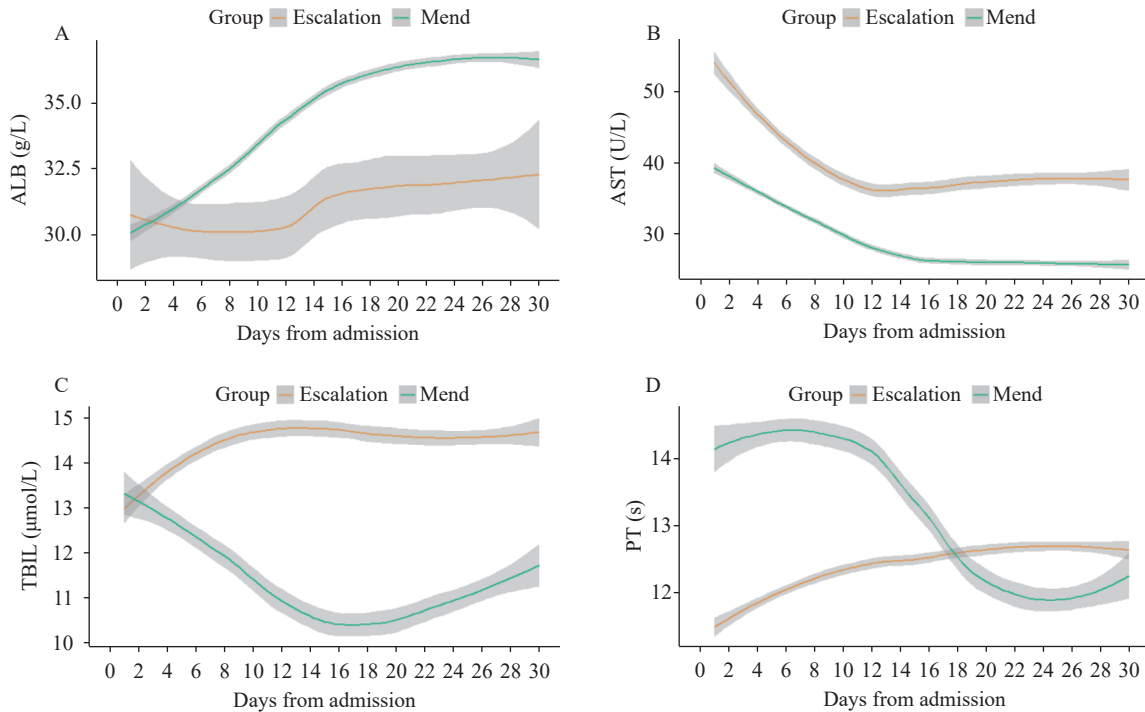 A
Group Escalation Mend
ALB (g/L)
35.0
32.5
30.0
0 2 4 6 8 10 12 14 16 18 20 22 24 26 28 30
Days from admission
B
Group Escalation Mend
AST (U/L)
50
40
30
0 2 4 6 8 10 12 14 16 18 20 22 24 26 28 30
Days from admission
C
Group Escalation Mend
TBIL (μmol/L)
15
14
13
12
11
10
0 2 4 6 8 10 12 14 16 18 20 22 24 26 28 30
Days from admission
D
Group Escalation Mend
PT (s)
14
13
12
0 2 4 6 8 10 12 14 16 18 20 22 24 26 28 30
Days from admission